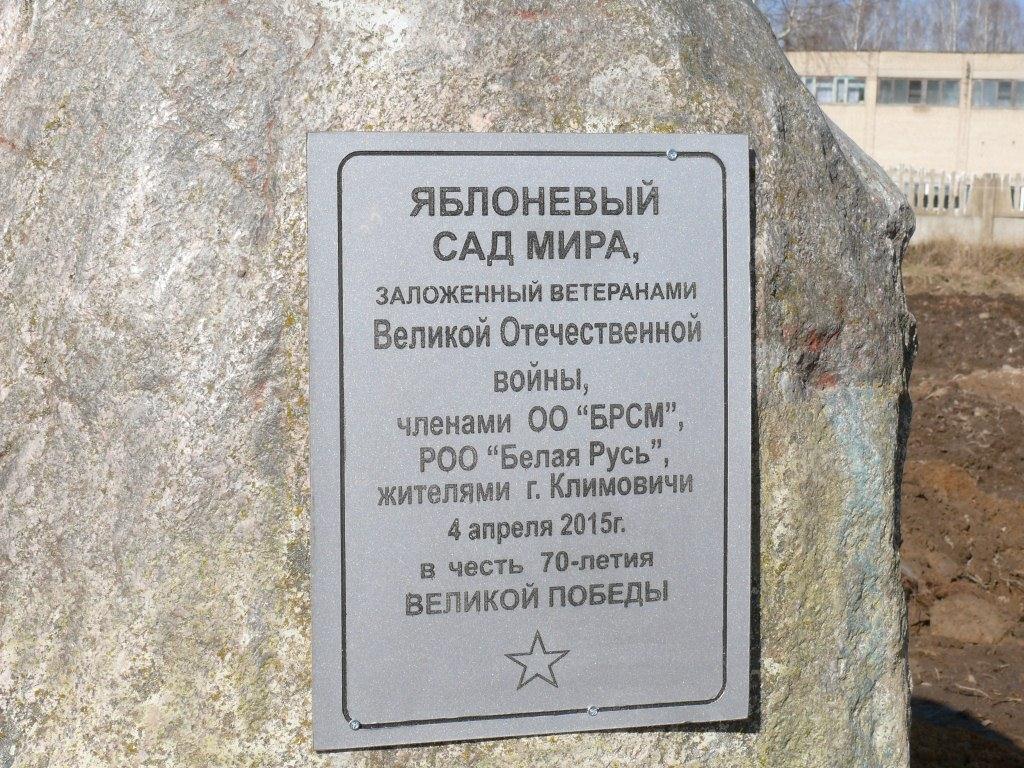 ЯБЛОНЕВЫЙ
САД МИРА,
ЗАЛОЖЕННЫЙ ВЕТЕРАНАМИ
Великой Отечественной
войны,
членами ОО “БРСМ”,
РОО “Белая Русь”,
жителями г. Климовичи
4 апреля 2015г.
в честь 70-летия
ВЕЛИКОЙ ПОБЕДЫ